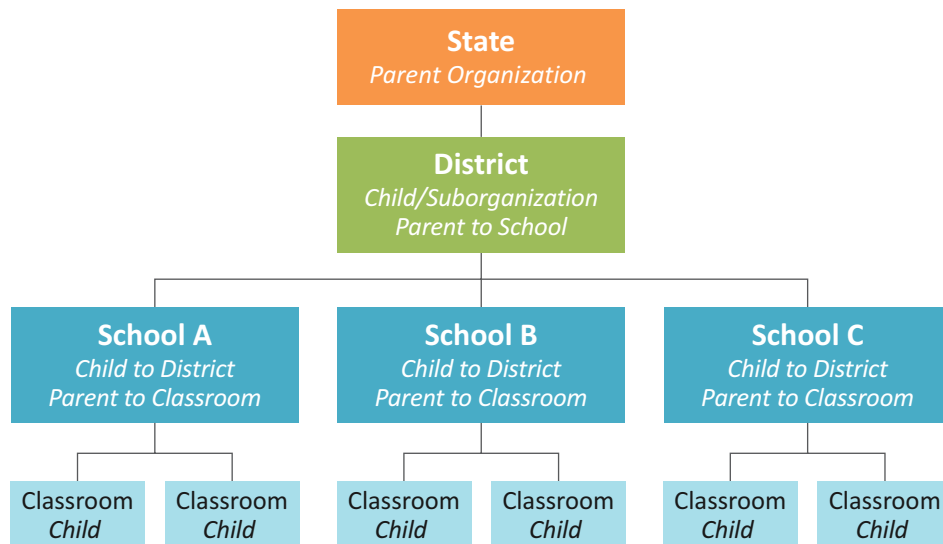 State
Parent Organization
District
Child/Suborganization
Parent to School
School A
Child to District
Parent to Classroom
School B
Child to District
Parent to Classroom
School C
Child to District
Parent to Classroom
Classroom
Child
Classroom
Child
Classroom
Child
Classroom
Child
Classroom
Child
Classroom
Child